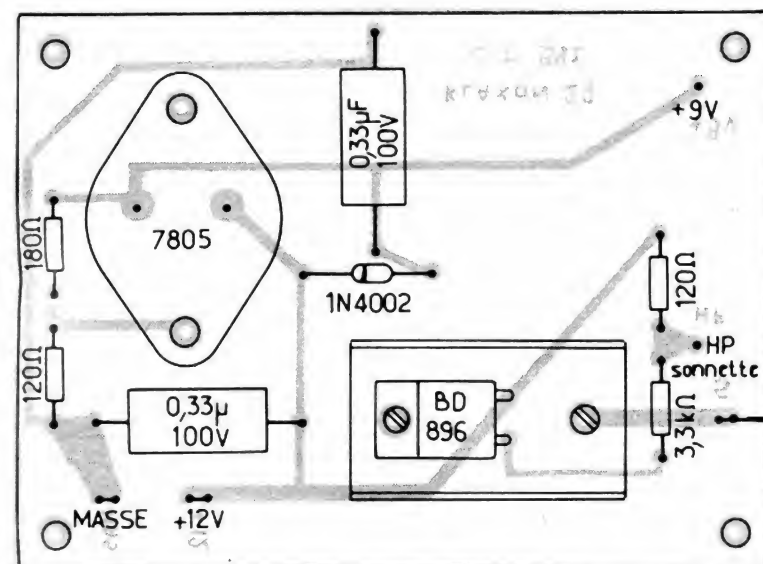 0,33µF
100V
+9V
180Ω
7805
1N4002
120Ω
HP
sonnette
120Ω
0,33µ
100V
BD
896
3,3kΩ
MASSE
+12V